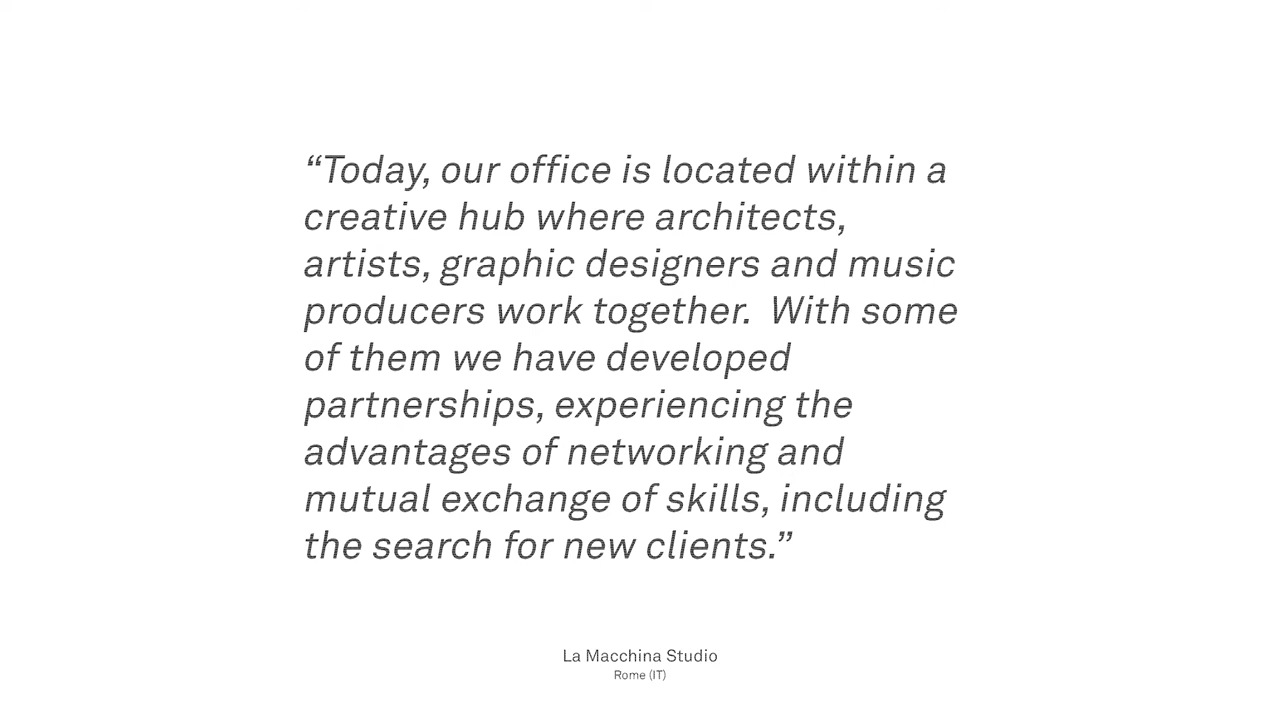 “Today, our office is located within a
creative hub where architects,
artists, graphic designers and music
producers work together.  With some
of them we have developed
partnerships, experiencing the
advantages of networking and
mutual exchange of skills, including
the search for new clients.”
La Macchina Studio
Rome (IT)